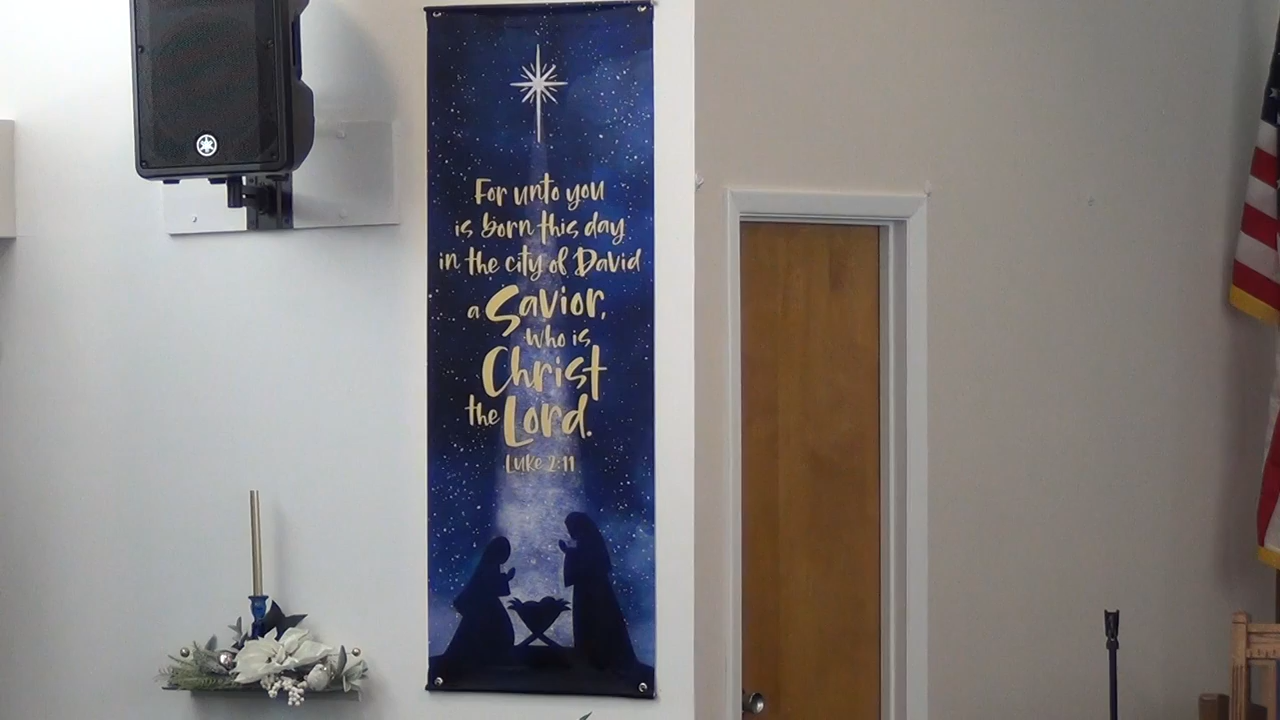 For unto you
is born this day
in the city of David
a Savior,
who is
Christ
the Lord.
Luke 2:11